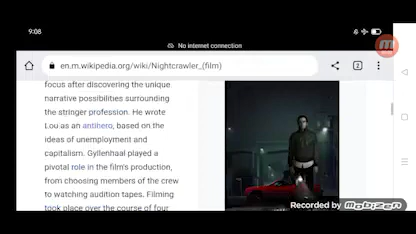 9:08
No internet connection
en.m.wikipedia.org/wiki/Nightcrawler_(film)
2
focus after discovering the unique
narrative possibilities surrounding
the stringer profession. He wrote
Lou as an antihero, based on the
ideas of unemployment and
capitalism. Gyllenhaal played a
pivotal role in the film's production,
from choosing members of the crew
to watching audition tapes. Filming
took place over the course of four
Recorded by mobizen